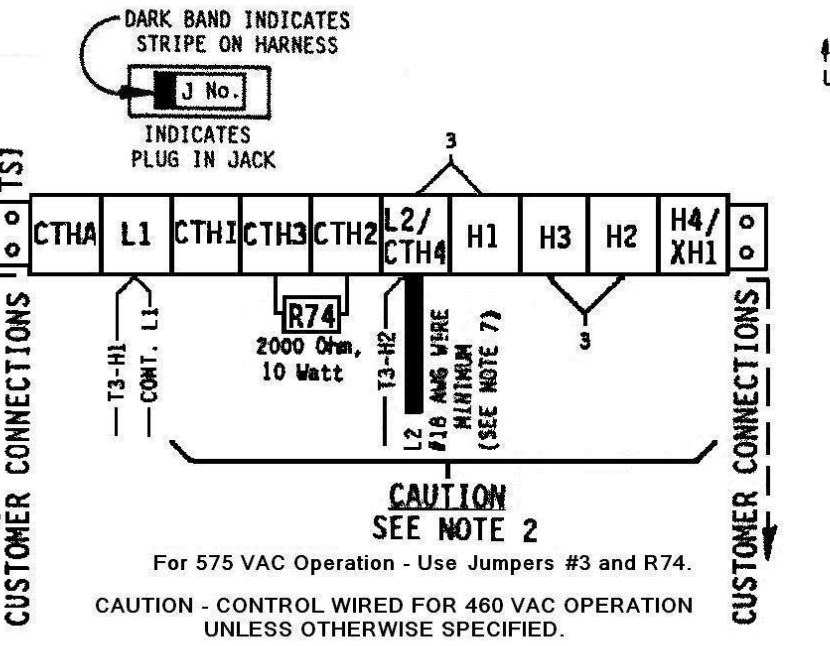 DARK BAND INDICATES
STRIPE ON HARNESS
J No.
INDICATES
PLUG IN JACK
TS)
3
CTHA L1 CTHI CTH3 CTH2 L2/ CTH4 H1 H3 H2 H4/ XH1
R74
2000 Ohm,
10 Watt
3
T3-H1
CONT. L1
T3-H2
L2
#18 AWG WIRE
MINIMUM
(SEE NOTE 7)
CUSTOMER CONNECTIONS
CUSTOMER CONNECTIONS
CAUTION
SEE NOTE 2
For 575 VAC Operation - Use Jumpers #3 and R74.
CAUTION - CONTROL WIRED FOR 460 VAC OPERATION
UNLESS OTHERWISE SPECIFIED.